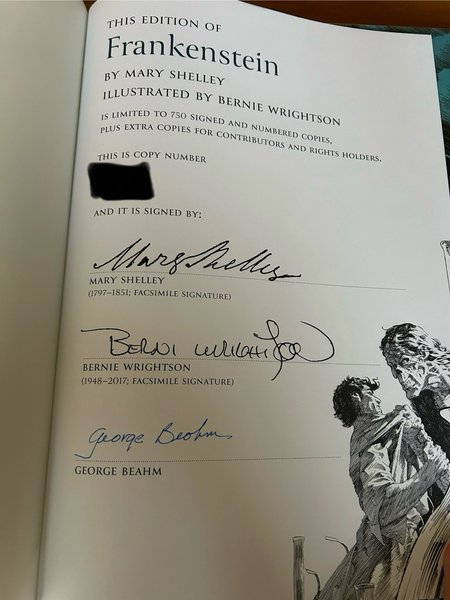 THIS EDITION OF
Frankenstein
BY MARY SHELLEY
ILLUSTRATED BY BERNIE WRIGHTSON
IS LIMITED TO 750 SIGNED AND NUMBERED COPIES,
PLUS EXTRA COPIES FOR CONTRIBUTORS AND RIGHTS HOLDERS.
THIS IS COPY NUMBER
AND IT IS SIGNED BY:
Mary Shelley
MARY SHELLEY
(1797–1851; FACSIMILE SIGNATURE)
BERNI WRIGHTSON
BERNIE WRIGHTSON
(1948–2017; FACSIMILE SIGNATURE)
George Beahm
GEORGE BEAHM